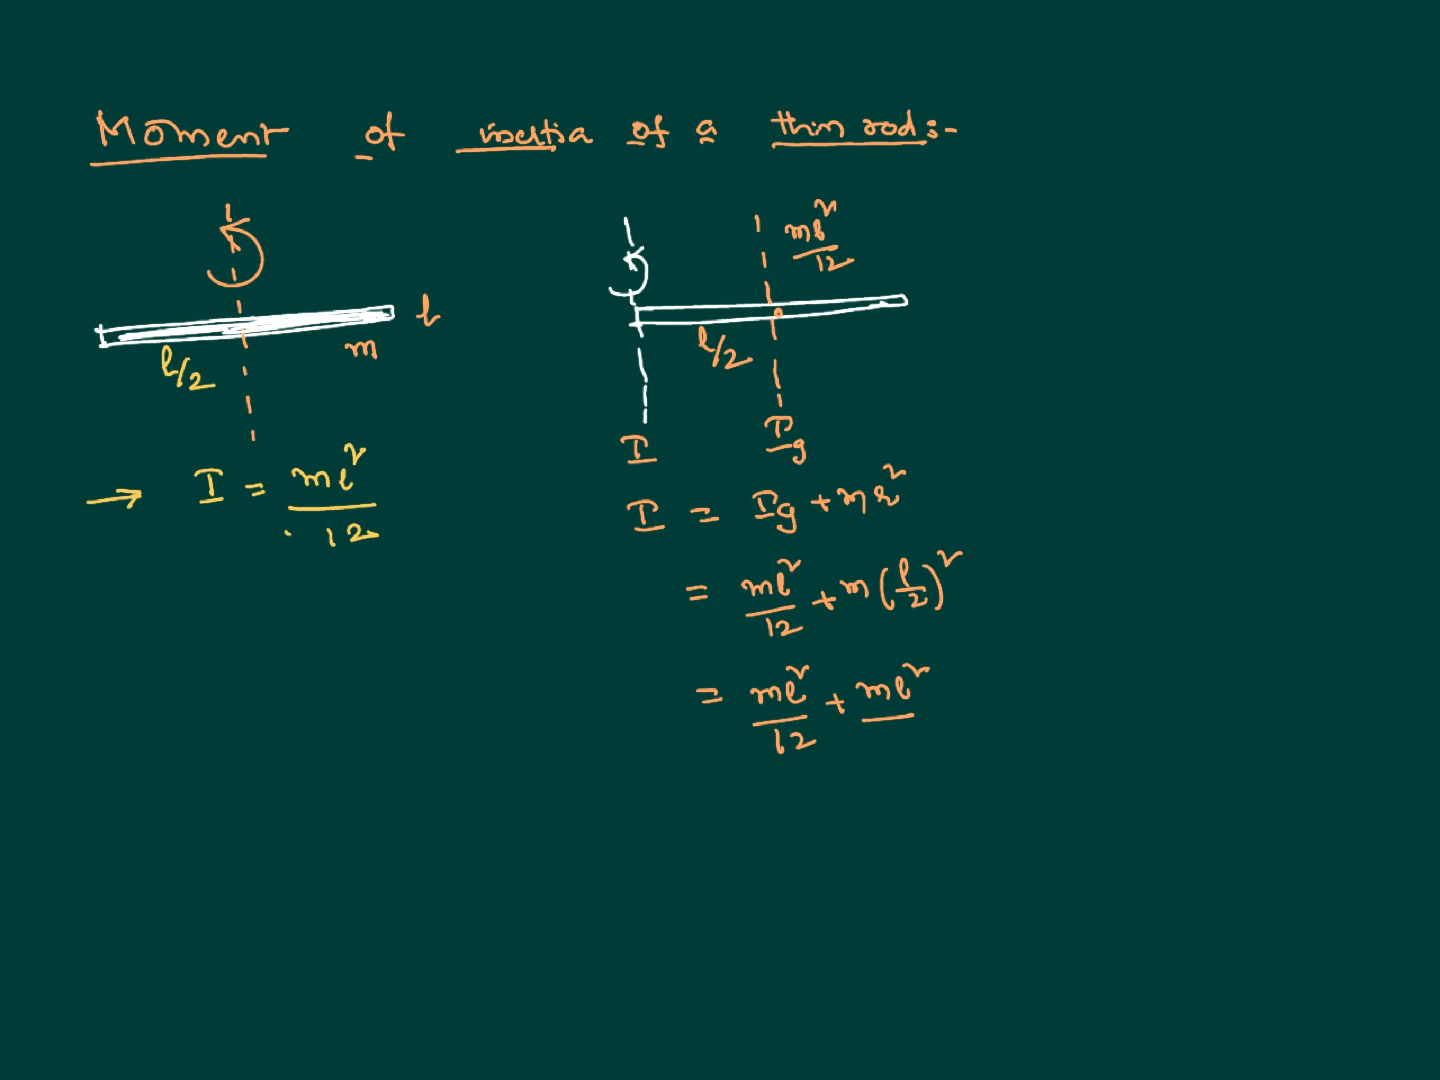 Moment of inertia of a thin rod :-
ml²/12
l
l/2
m
l/2
I
Ig
→ I = ml²/12
I = Ig + mr²
= ml²/12 + m(l/2)²
= ml²/12 + ml²